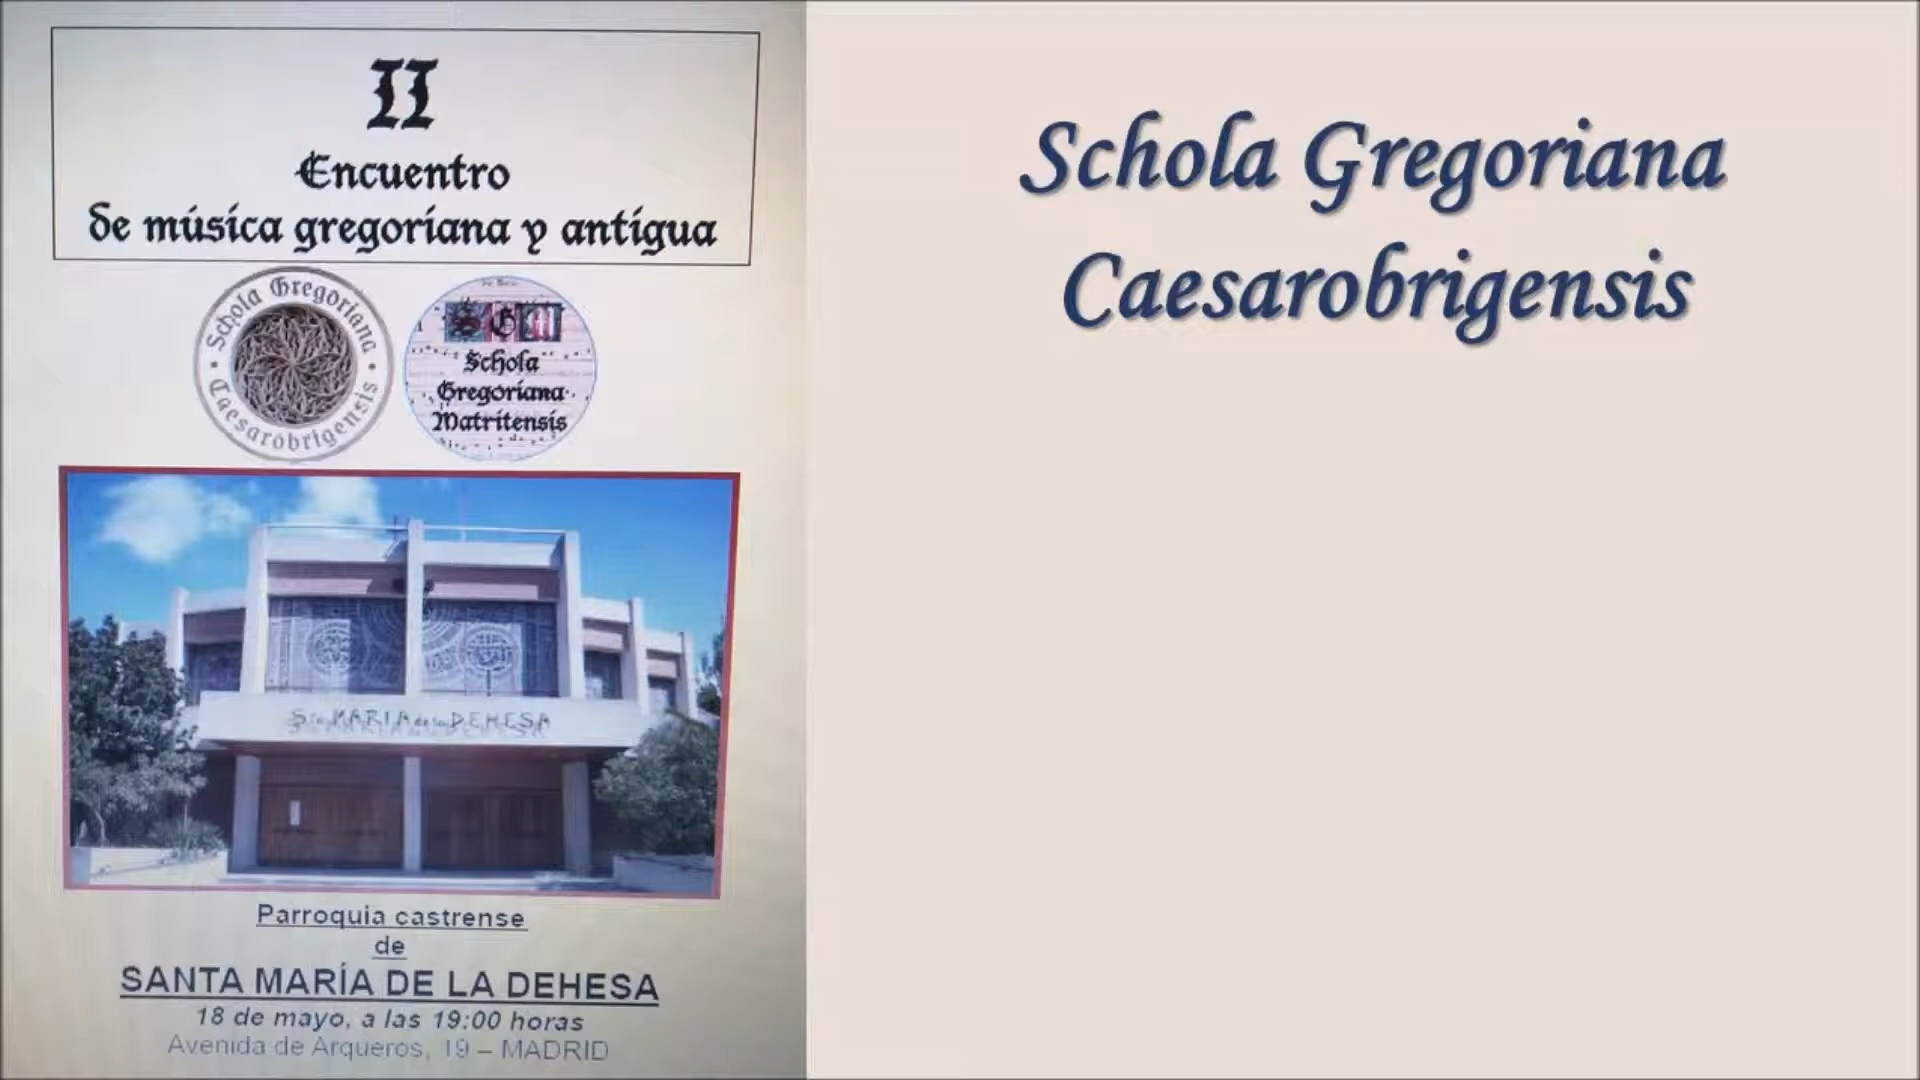 II
Encuentro
de música gregoriana y antigua
Schola Gregoriana
Caesarobrigensis
Schola
Gregoriana
Matritensis
Sta. MARIA de la DEHESA
Parroquia castrense
de
SANTA MARÍA DE LA DEHESA
18 de mayo, a las 19:00 horas
Avenida de Arqueros, 19 – MADRID
Schola Gregoriana
Caesarobrigensis